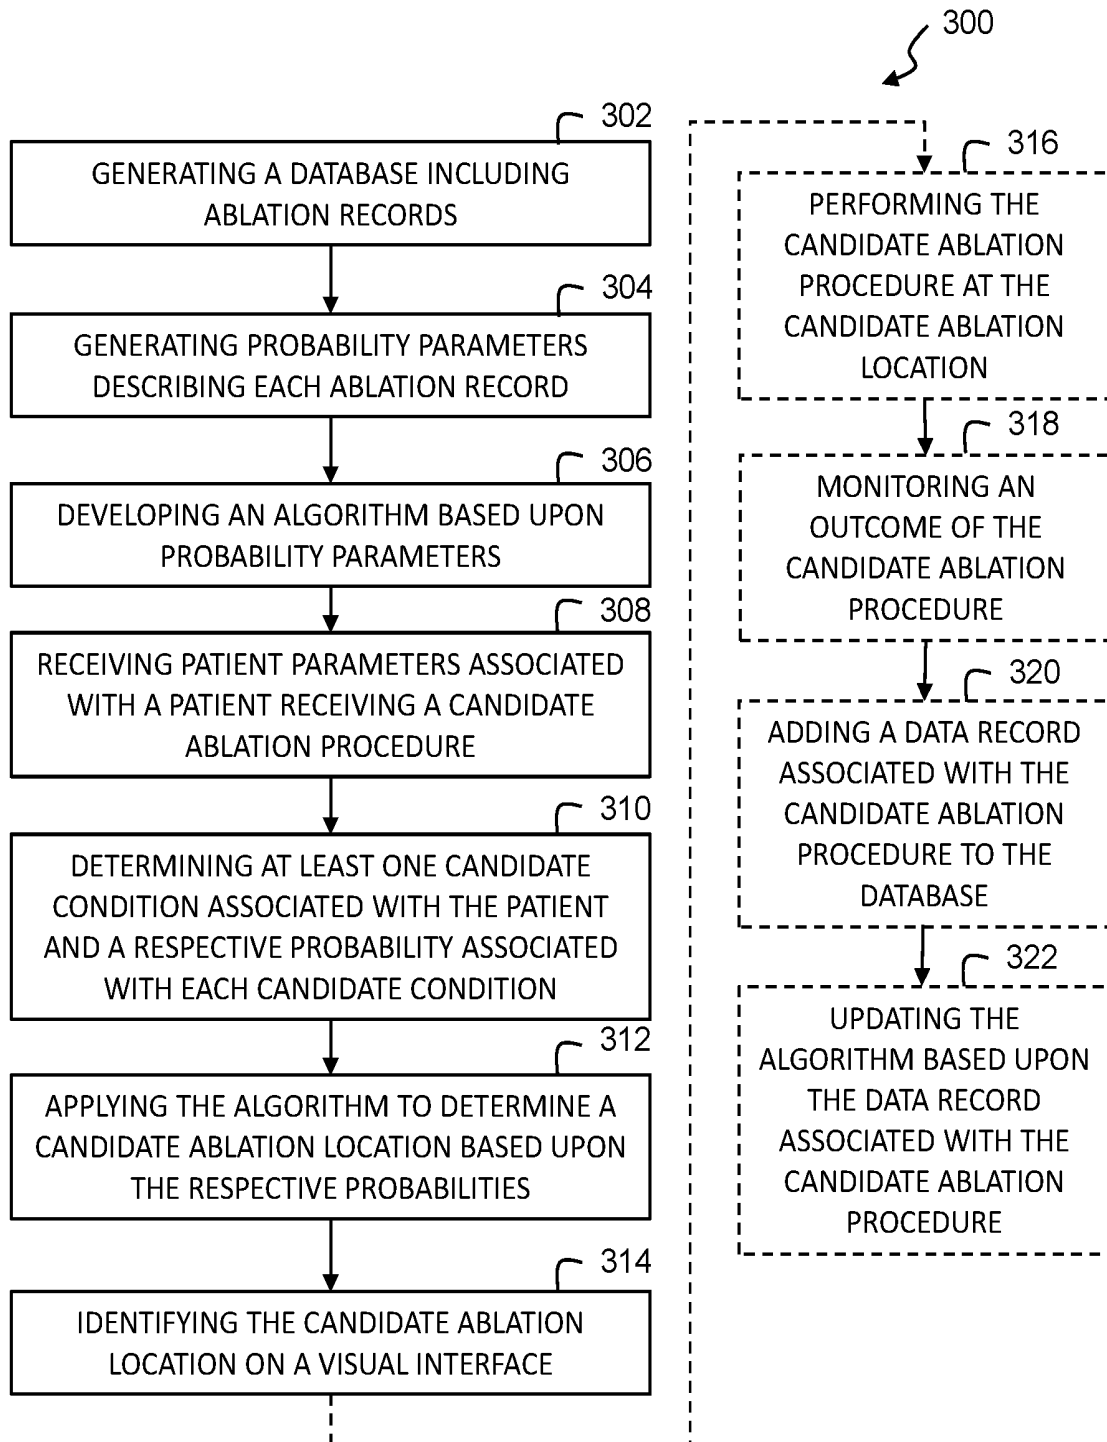 300
302
GENERATING A DATABASE INCLUDING
ABLATION RECORDS
304
GENERATING PROBABILITY PARAMETERS
DESCRIBING EACH ABLATION RECORD
306
DEVELOPING AN ALGORITHM BASED UPON
PROBABILITY PARAMETERS
308
RECEIVING PATIENT PARAMETERS ASSOCIATED
WITH A PATIENT RECEIVING A CANDIDATE
ABLATION PROCEDURE
310
DETERMINING AT LEAST ONE CANDIDATE
CONDITION ASSOCIATED WITH THE PATIENT
AND A RESPECTIVE PROBABILITY ASSOCIATED
WITH EACH CANDIDATE CONDITION
312
APPLYING THE ALGORITHM TO DETERMINE A
CANDIDATE ABLATION LOCATION BASED UPON
THE RESPECTIVE PROBABILITIES
314
IDENTIFYING THE CANDIDATE ABLATION
LOCATION ON A VISUAL INTERFACE
316
PERFORMING THE
CANDIDATE ABLATION
PROCEDURE AT THE
CANDIDATE ABLATION
LOCATION
318
MONITORING AN
OUTCOME OF THE
CANDIDATE ABLATION
PROCEDURE
320
ADDING A DATA RECORD
ASSOCIATED WITH THE
CANDIDATE ABLATION
PROCEDURE TO THE
DATABASE
322
UPDATING THE
ALGORITHM BASED UPON
THE DATA RECORD
ASSOCIATED WITH THE
CANDIDATE ABLATION
PROCEDURE